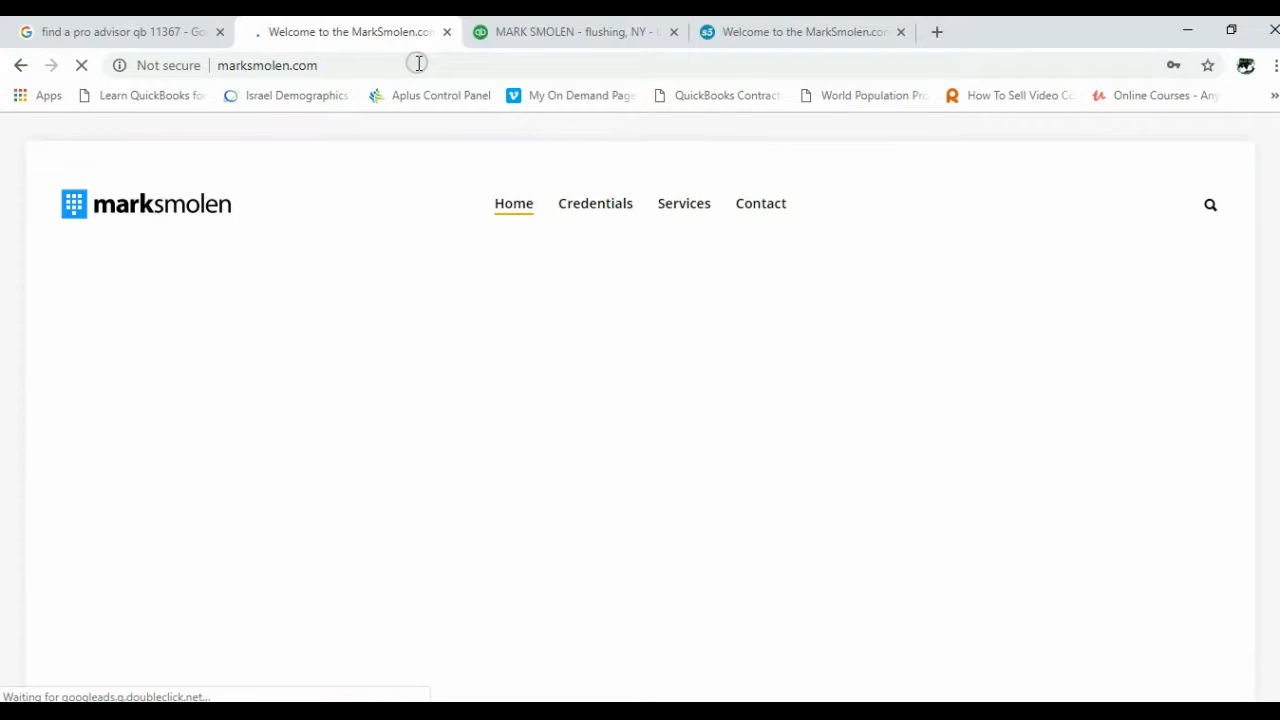 find a pro advisor qb 11367 - Go
Welcome to the MarkSmolen.con
MARK SMOLEN - flushing, NY -
Welcome to the MarkSmolen.con
Not secure | marksmolen.com
Apps
Learn QuickBooks fo
Israel Demographics
Aplus Control Panel
My On Demand Page
QuickBooks Contract
World Population Pro
How To Sell Video Co
Online Courses - Any
»
marksmolen
Home
Credentials
Services
Contact
Waiting for googleads.g.doubleclick.net...